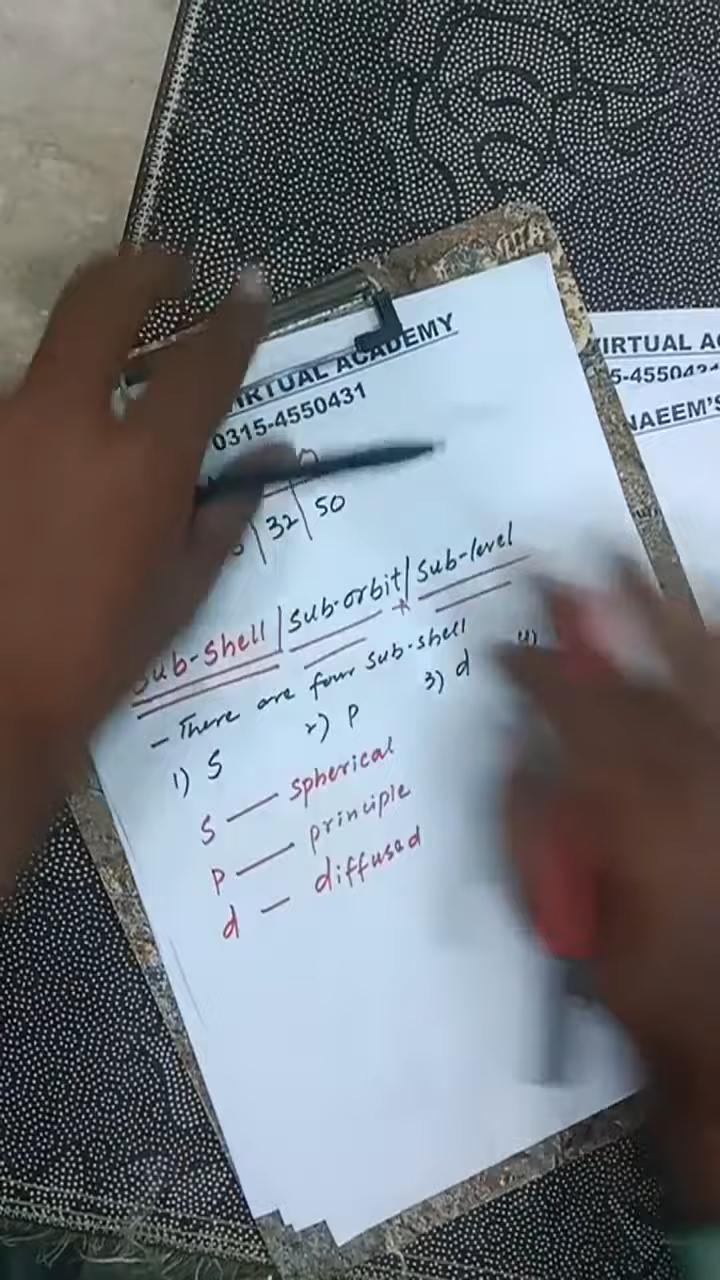 VIRTUAL ACADEMY
0315-4550431
32 | 50
Sub-shell | Sub-orbit | Sub-level
- There are four sub-shell
1) S 2) P 3) d 4)
S — spherical
P — principle
d — diffused
VIRTUAL
NAEEM'S